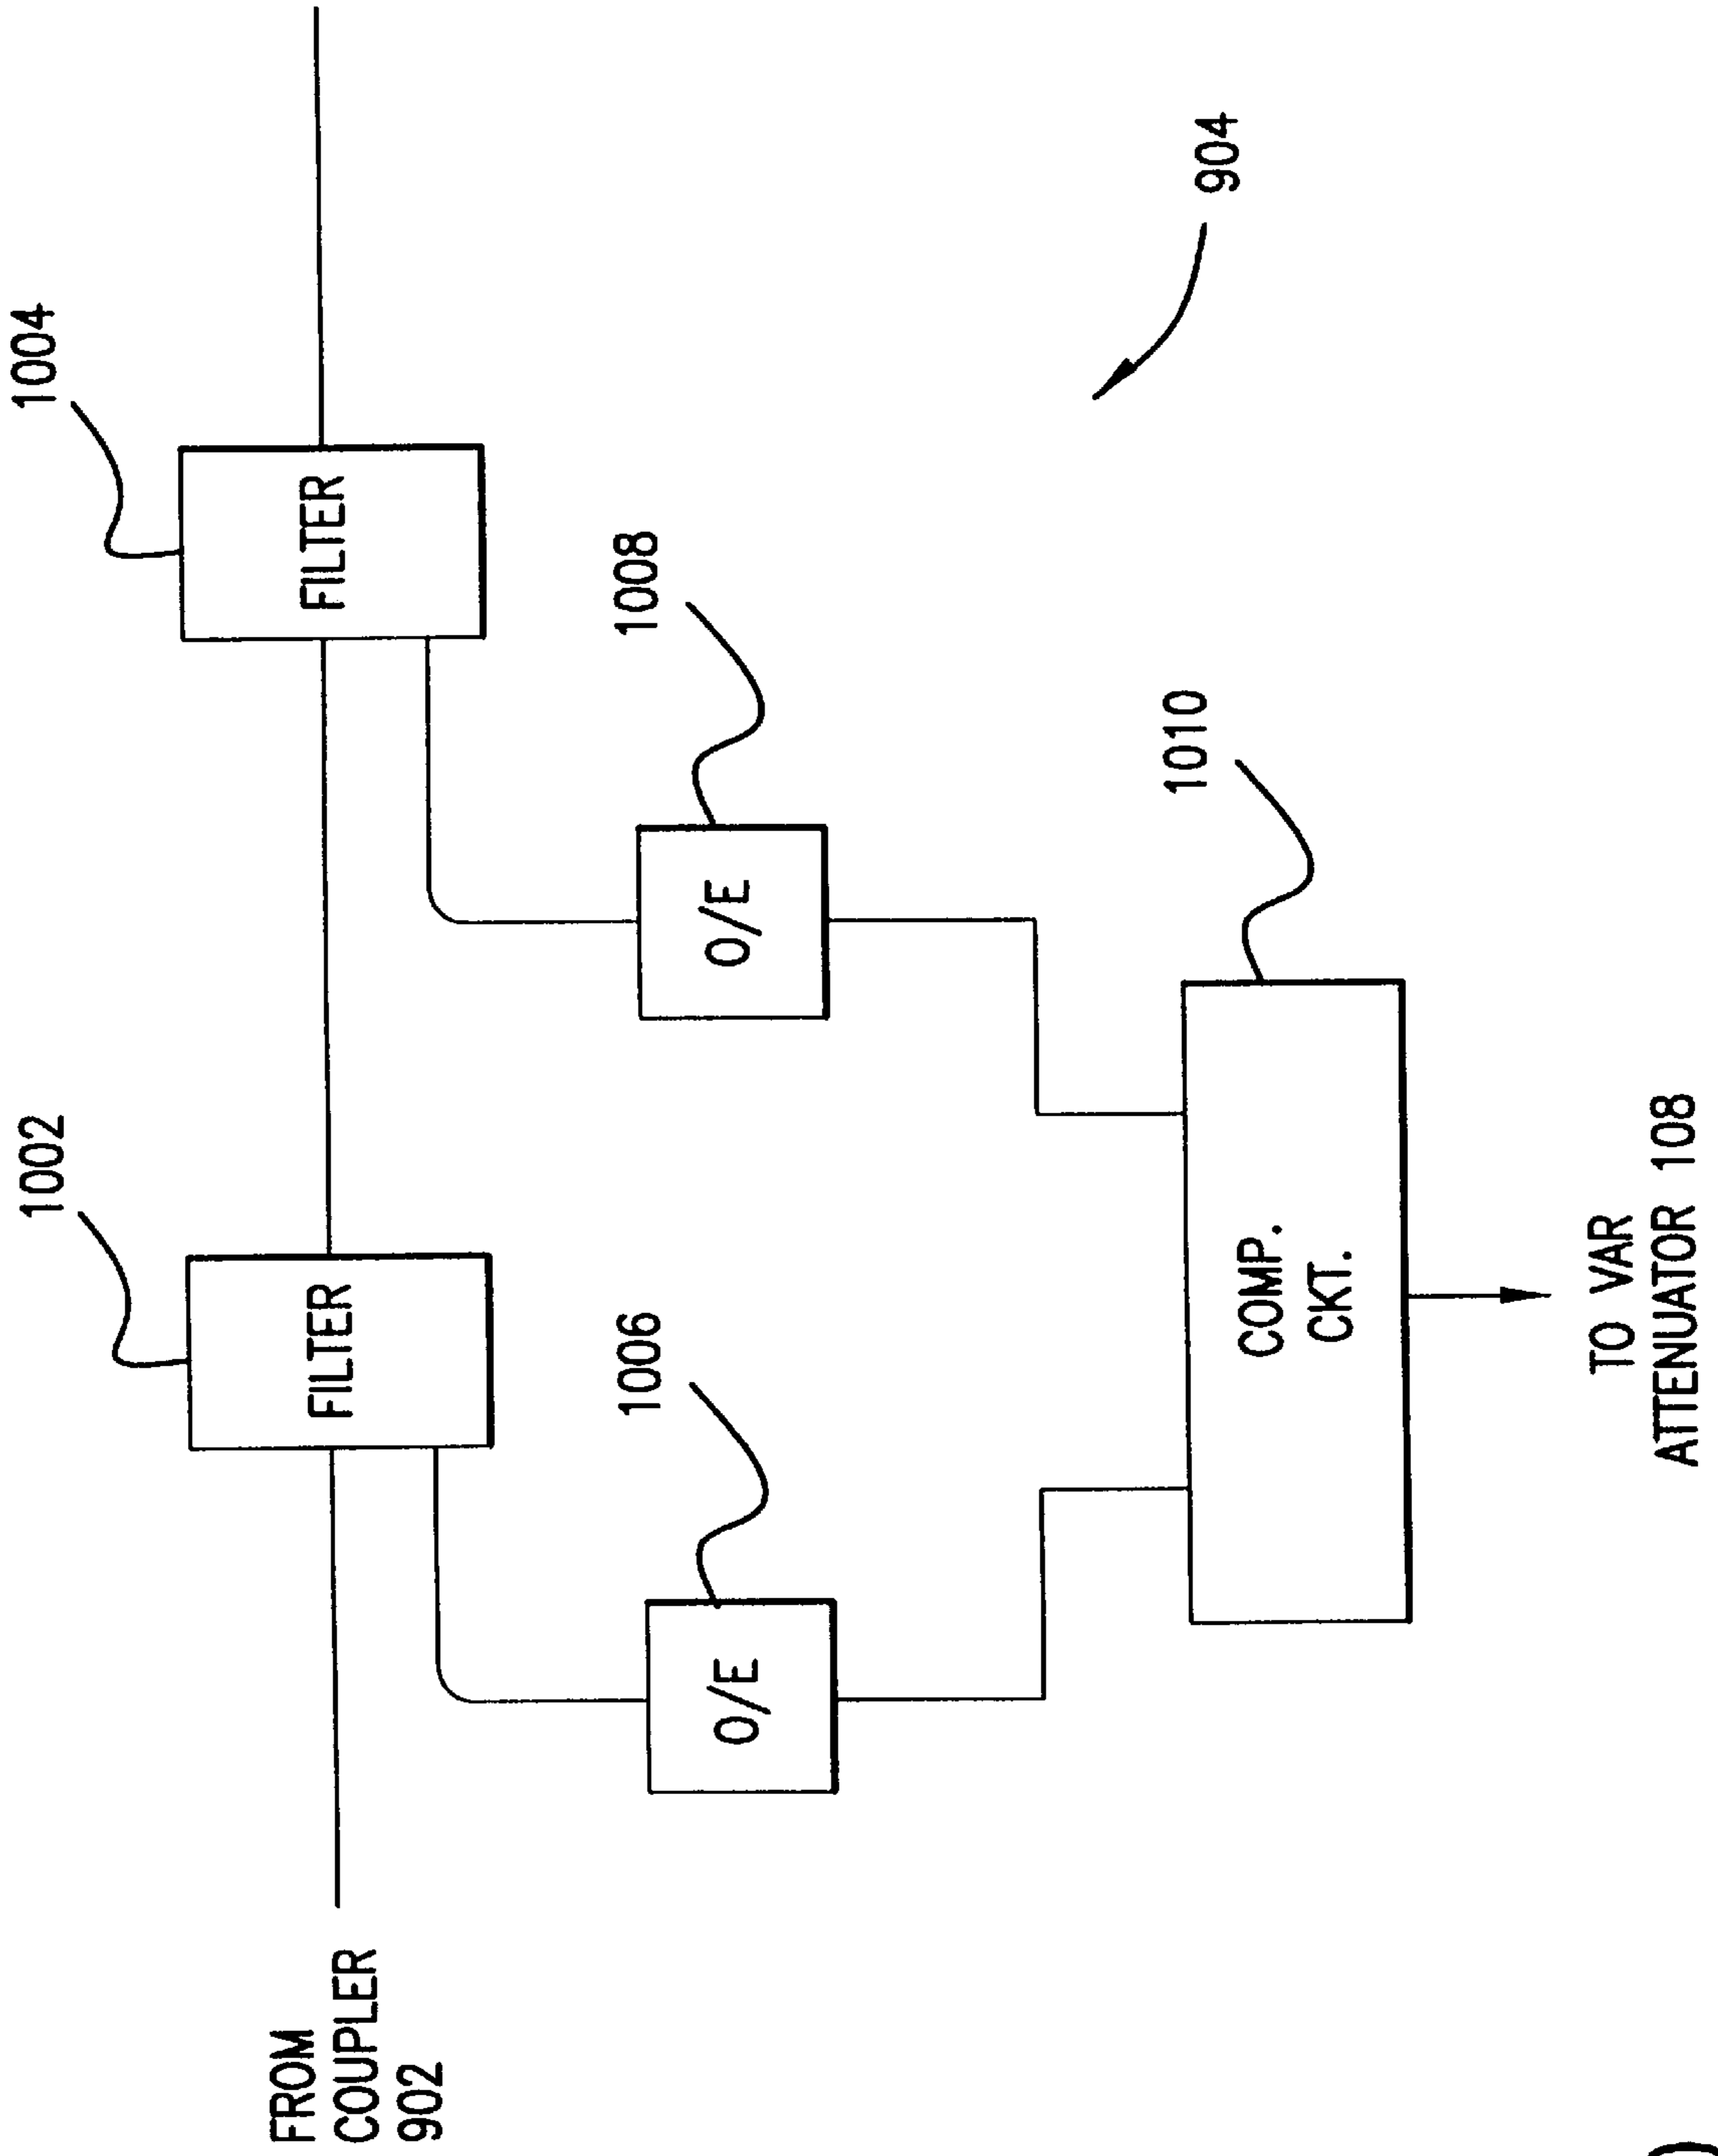 1002
1004
FILTER
FILTER
FROM
COUPLER
902
1006
1008
O/E
O/E
1010
904
COMP.
CKT.
TO VAR
ATTENUATOR 108